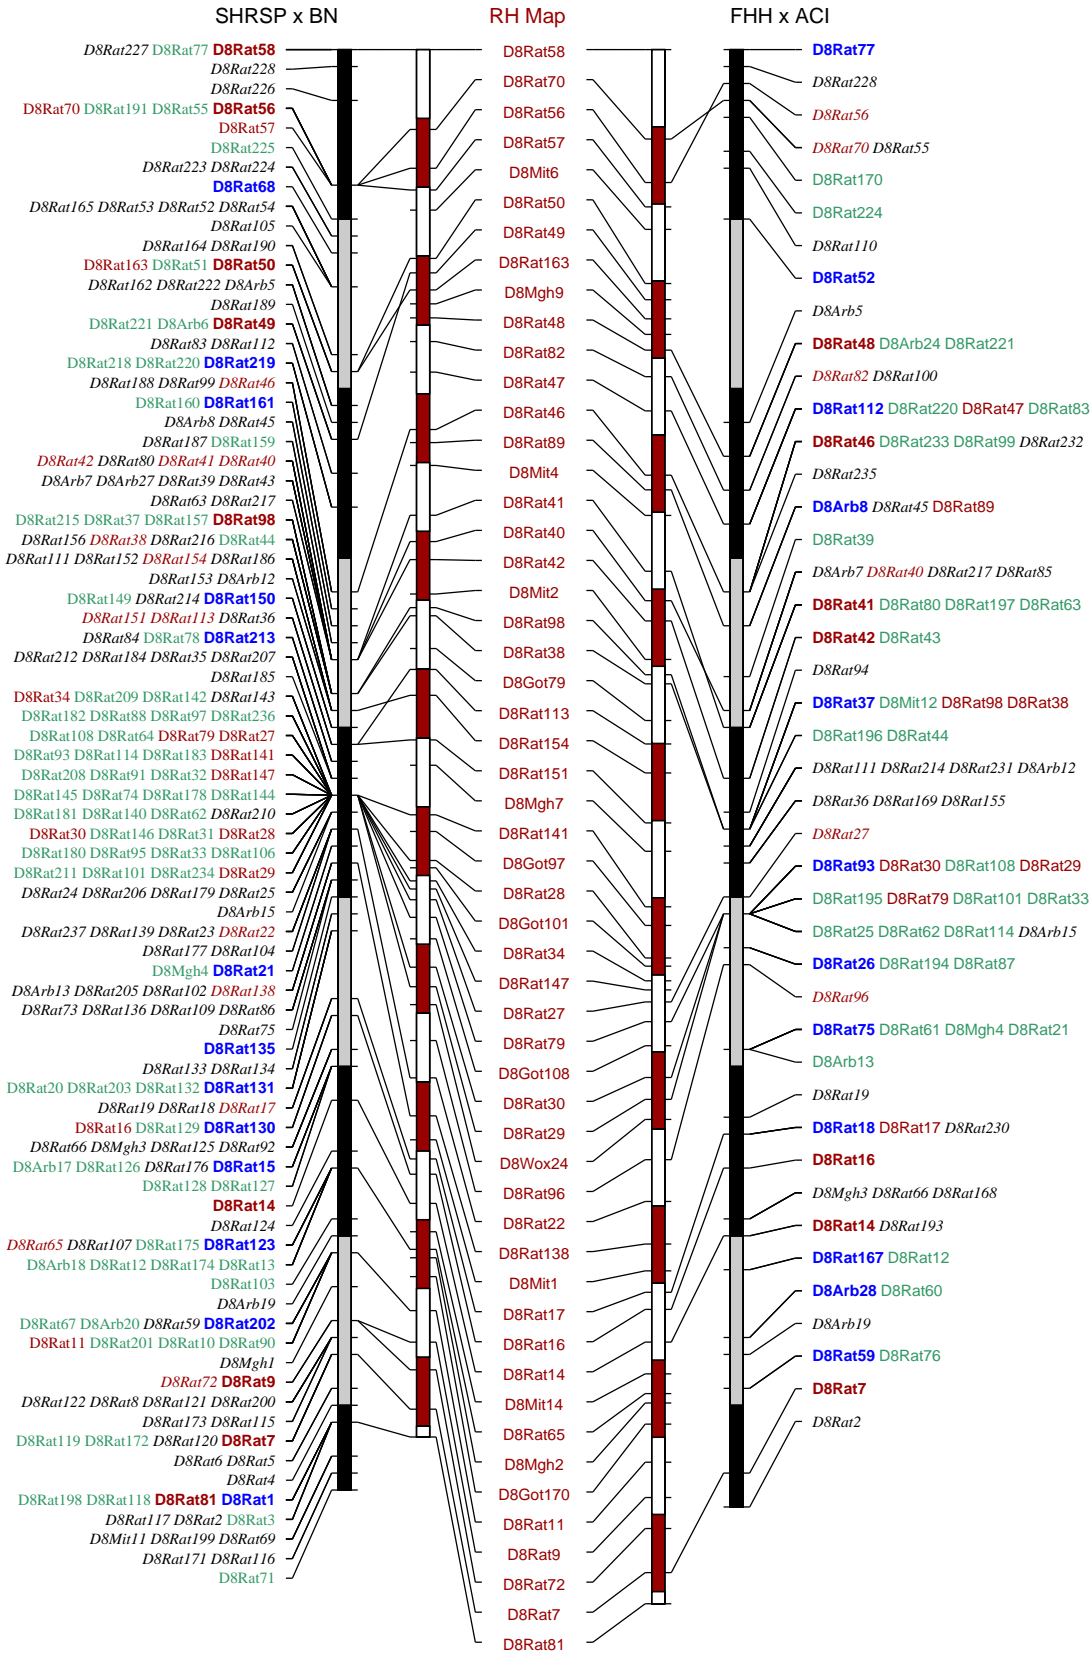 SHRSP x BN
D8Rat227 D8Rat77 D8Rat58
D8Rat228
D8Rat226
D8Rat70 D8Rat191 D8Rat55 D8Rat56
D8Rat57
D8Rat225
D8Rat223 D8Rat224
D8Rat68
D8Rat165 D8Rat53 D8Rat52 D8Rat54
D8Rat105
D8Rat164 D8Rat190
D8Rat163 D8Rat51 D8Rat50
D8Rat162 D8Rat222 D8Arb5
D8Rat189
D8Rat221 D8Arb6 D8Rat49
D8Rat83 D8Rat112
D8Rat218 D8Rat220 D8Rat219
D8Rat188 D8Rat99 D8Rat46
D8Rat160 D8Rat161
D8Arb8 D8Rat45
D8Rat187 D8Rat159
D8Rat42 D8Rat80 D8Rat41 D8Rat40
D8Arb7 D8Arb27 D8Rat39 D8Rat43
D8Rat63 D8Rat217
D8Rat215 D8Rat37 D8Rat157 D8Rat98
D8Rat156 D8Rat38 D8Rat216 D8Rat44
D8Rat111 D8Rat152 D8Rat154 D8Rat186
D8Rat153 D8Arb12
D8Rat149 D8Rat214 D8Rat150
D8Rat151 D8Rat113 D8Rat36
D8Rat84 D8Rat78 D8Rat213
D8Rat212 D8Rat184 D8Rat35 D8Rat207
D8Rat185
D8Rat34 D8Rat209 D8Rat142 D8Rat143
D8Rat182 D8Rat88 D8Rat97 D8Rat236
D8Rat108 D8Rat64 D8Rat79 D8Rat27
D8Rat93 D8Rat114 D8Rat183 D8Rat141
D8Rat208 D8Rat91 D8Rat32 D8Rat147
D8Rat145 D8Rat74 D8Rat178 D8Rat144
D8Rat181 D8Rat140 D8Rat62 D8Rat210
D8Rat30 D8Rat146 D8Rat31 D8Rat28
D8Rat180 D8Rat95 D8Rat33 D8Rat106
D8Rat211 D8Rat101 D8Rat234 D8Rat29
D8Rat24 D8Rat206 D8Rat179 D8Rat25
D8Arb15
D8Rat237 D8Rat139 D8Rat23 D8Rat22
D8Rat177 D8Rat104
D8Mgh4 D8Rat21
D8Arb13 D8Rat205 D8Rat102 D8Rat138
D8Rat73 D8Rat136 D8Rat109 D8Rat86
D8Rat75
D8Rat135
D8Rat133 D8Rat134
D8Rat20 D8Rat203 D8Rat132 D8Rat131
D8Rat19 D8Rat18 D8Rat17
D8Rat16 D8Rat129 D8Rat130
D8Rat66 D8Mgh3 D8Rat125 D8Rat92
D8Arb17 D8Rat126 D8Rat176 D8Rat15
D8Rat128 D8Rat127
D8Rat14
D8Rat124
D8Rat65 D8Rat107 D8Rat175 D8Rat123
D8Arb18 D8Rat12 D8Rat174 D8Rat13
D8Rat103
D8Arb19
D8Rat67 D8Arb20 D8Rat59 D8Rat202
D8Rat11 D8Rat201 D8Rat10 D8Rat90
D8Mgh1
D8Rat72 D8Rat9
D8Rat122 D8Rat8 D8Rat121 D8Rat200
D8Rat173 D8Rat115
D8Rat119 D8Rat172 D8Rat120 D8Rat7
D8Rat6 D8Rat5
D8Rat4
D8Rat198 D8Rat118 D8Rat81 D8Rat1
D8Rat117 D8Rat2 D8Rat3
D8Mit11 D8Rat199 D8Rat69
D8Rat171 D8Rat116
D8Rat71
RH Map
D8Rat58
D8Rat70
D8Rat56
D8Rat57
D8Mit6
D8Rat50
D8Rat49
D8Rat163
D8Mgh9
D8Rat48
D8Rat82
D8Rat47
D8Rat46
D8Rat89
D8Mit4
D8Rat41
D8Rat40
D8Rat42
D8Mit2
D8Rat98
D8Rat38
D8Got79
D8Rat113
D8Rat154
D8Rat151
D8Mgh7
D8Rat141
D8Got97
D8Rat28
D8Got101
D8Rat34
D8Rat147
D8Rat27
D8Rat79
D8Got108
D8Rat30
D8Rat29
D8Wox24
D8Rat96
D8Rat22
D8Rat138
D8Mit1
D8Rat17
D8Rat16
D8Rat14
D8Mit14
D8Rat65
D8Mgh2
D8Got170
D8Rat11
D8Rat9
D8Rat72
D8Rat7
D8Rat81
FHH x ACI
D8Rat77
D8Rat228
D8Rat56
D8Rat70 D8Rat55
D8Rat170
D8Rat224
D8Rat110
D8Rat52
D8Arb5
D8Rat48 D8Arb24 D8Rat221
D8Rat82 D8Rat100
D8Rat112 D8Rat220 D8Rat47 D8Rat83
D8Rat46 D8Rat233 D8Rat99 D8Rat232
D8Rat235
D8Arb8 D8Rat45 D8Rat89
D8Rat39
D8Arb7 D8Rat40 D8Rat217 D8Rat85
D8Rat41 D8Rat80 D8Rat197 D8Rat63
D8Rat42 D8Rat43
D8Rat94
D8Rat37 D8Mit12 D8Rat98 D8Rat38
D8Rat196 D8Rat44
D8Rat111 D8Rat214 D8Rat231 D8Arb12
D8Rat36 D8Rat169 D8Rat155
D8Rat27
D8Rat93 D8Rat30 D8Rat108 D8Rat29
D8Rat195 D8Rat79 D8Rat101 D8Rat33
D8Rat25 D8Rat62 D8Rat114 D8Arb15
D8Rat26 D8Rat194 D8Rat87
D8Rat96
D8Rat75 D8Rat61 D8Mgh4 D8Rat21
D8Arb13
D8Rat19
D8Rat18 D8Rat17 D8Rat230
D8Rat16
D8Mgh3 D8Rat66 D8Rat168
D8Rat14 D8Rat193
D8Rat167 D8Rat12
D8Arb28 D8Rat60
D8Arb19
D8Rat59 D8Rat76
D8Rat7
D8Rat2